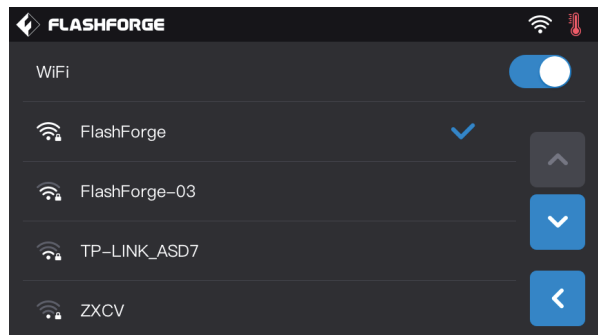 FLASHFORGE
WiFi
FlashForge
FlashForge-03
TP-LINK_ASD7
ZXCV